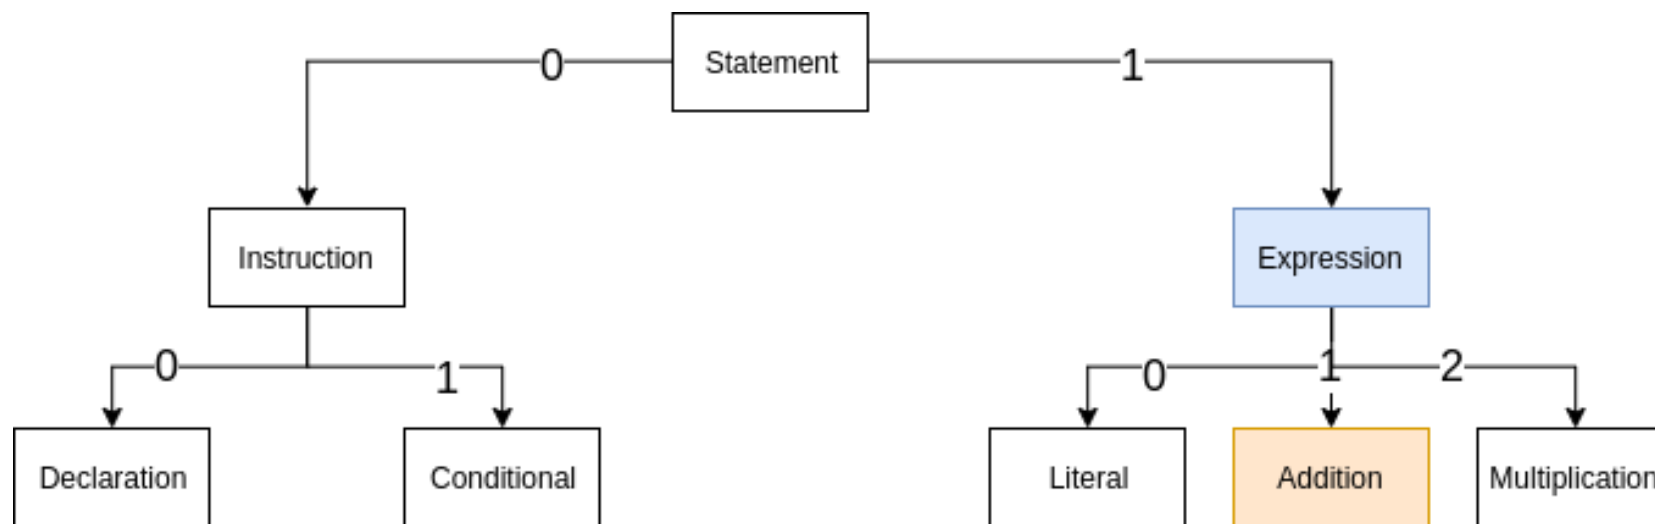 Statement
0
1
Instruction
Expression
0
1
0
1
2
Declaration
Conditional
Literal
Addition
Multiplication